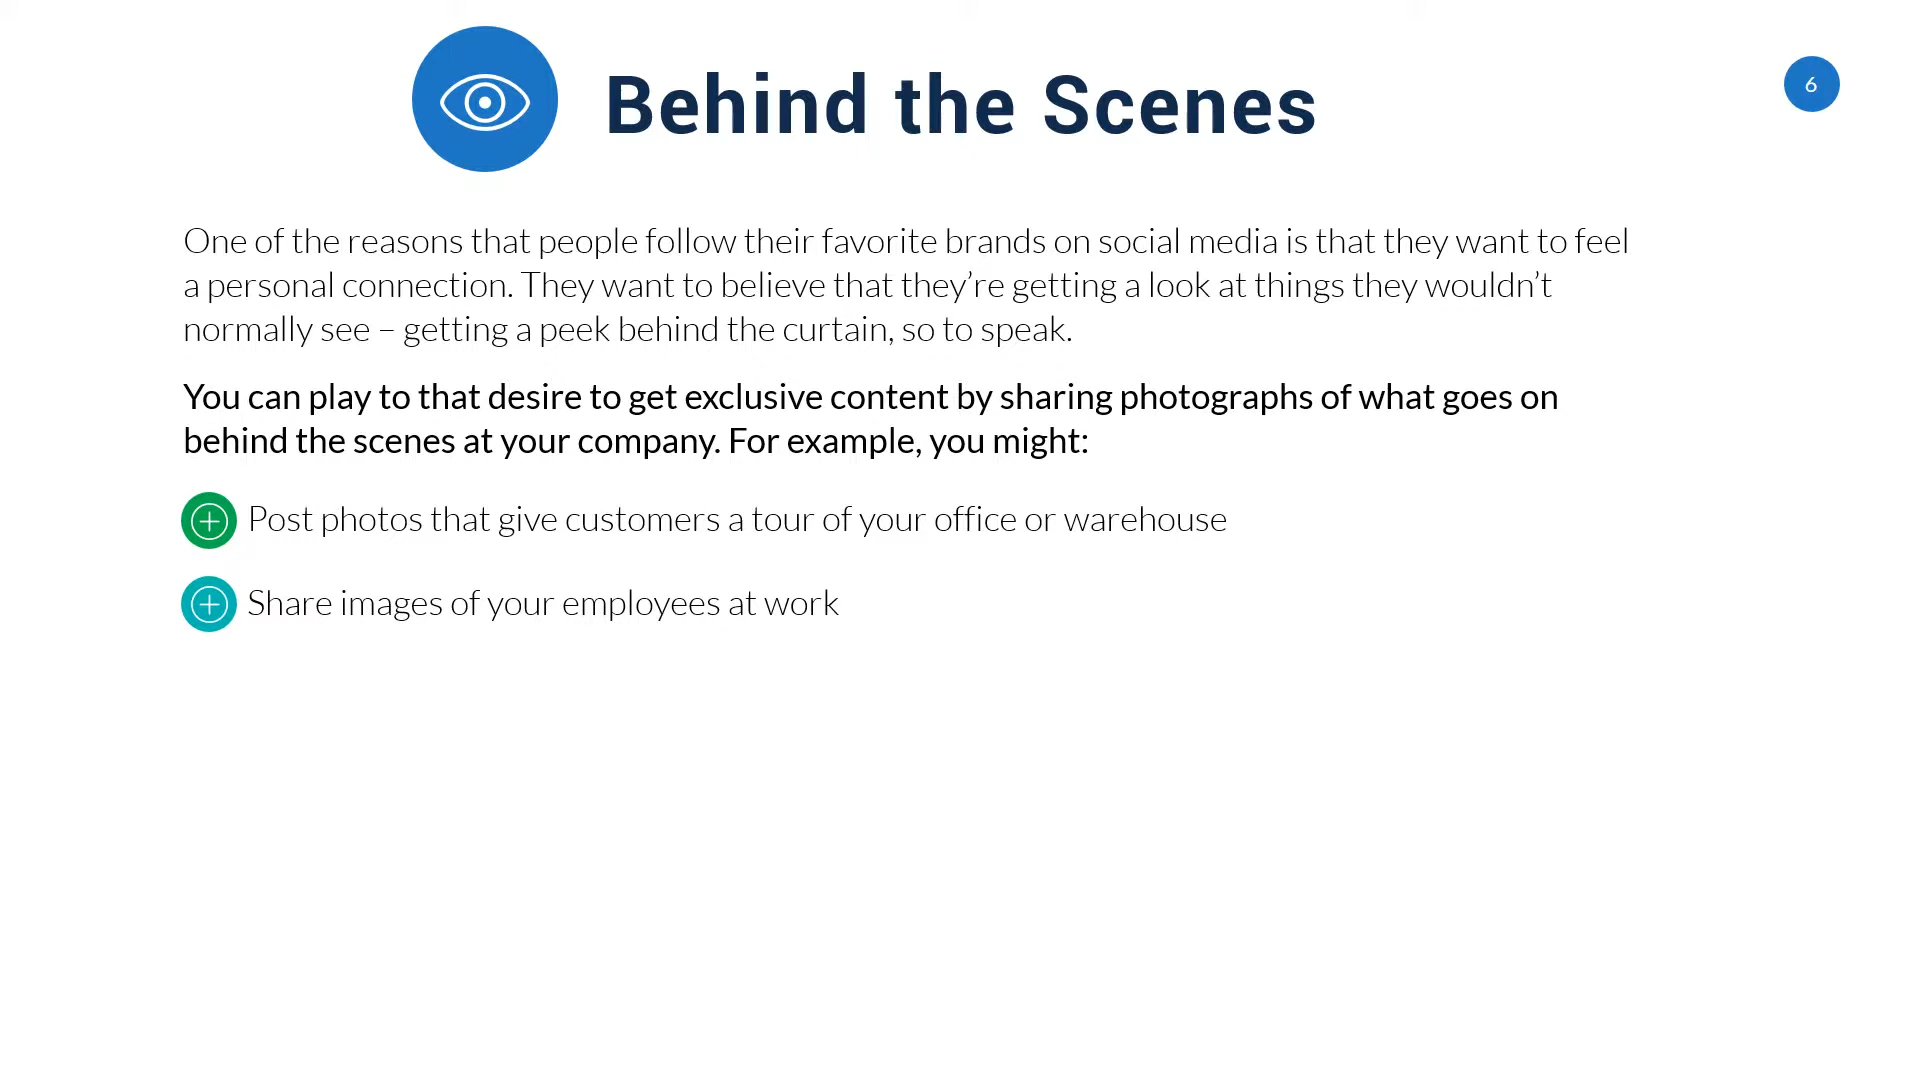 Behind the Scenes
6
One of the reasons that people follow their favorite brands on social media is that they want to feel
a personal connection. They want to believe that they’re getting a look at things they wouldn’t
normally see – getting a peek behind the curtain, so to speak.
You can play to that desire to get exclusive content by sharing photographs of what goes on
behind the scenes at your company. For example, you might:
Post photos that give customers a tour of your office or warehouse
Share images of your employees at work